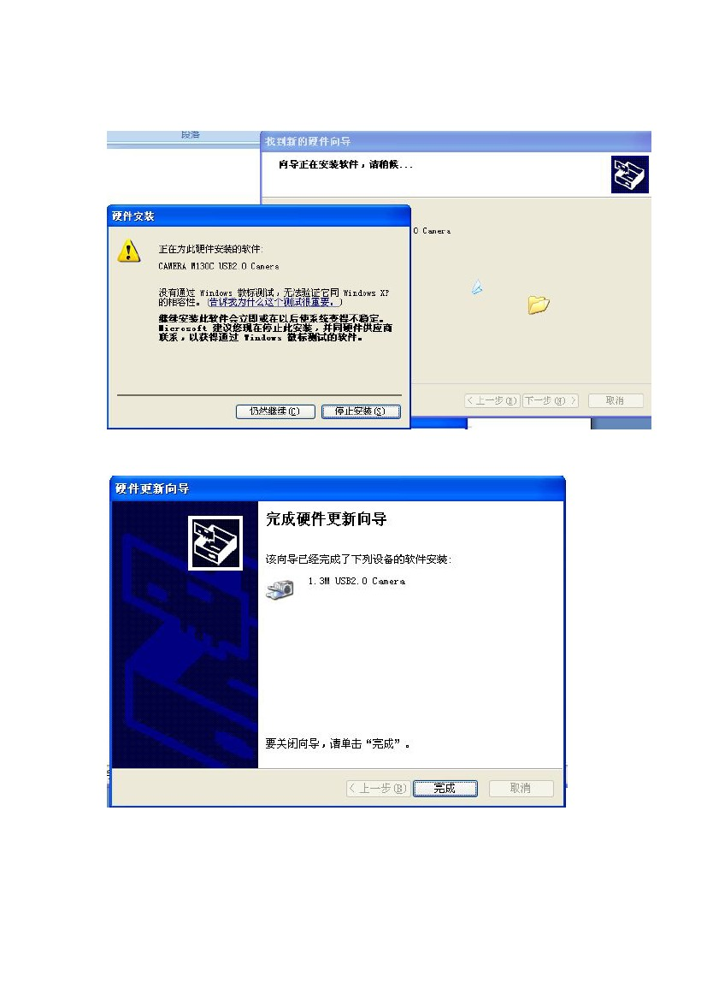 段落
找到新的硬件向导
向导正在安装软件，请稍候...
硬件安装
0 Camera
正在为此硬件安装的软件:
CAMERA M130C USB2.0 Camera
没有通过 Windows 徽标测试，无法验证它同 Windows XP
的相容性。(告诉我为什么这个测试很重要。)
继续安装此软件会立即或在以后使系统变得不稳定。
Microsoft 建议您现在停止此安装，并同硬件供应商
联系，以获得通过 Windows 徽标测试的软件。
< 上一步(B) 下一步(N) > 取消
仍然继续(C) 停止安装(S)
硬件更新向导
完成硬件更新向导
该向导已经完成了下列设备的软件安装:
1.3M USB2.0 Camera
要关闭向导，请单击“完成”。
< 上一步(B) 完成 取消